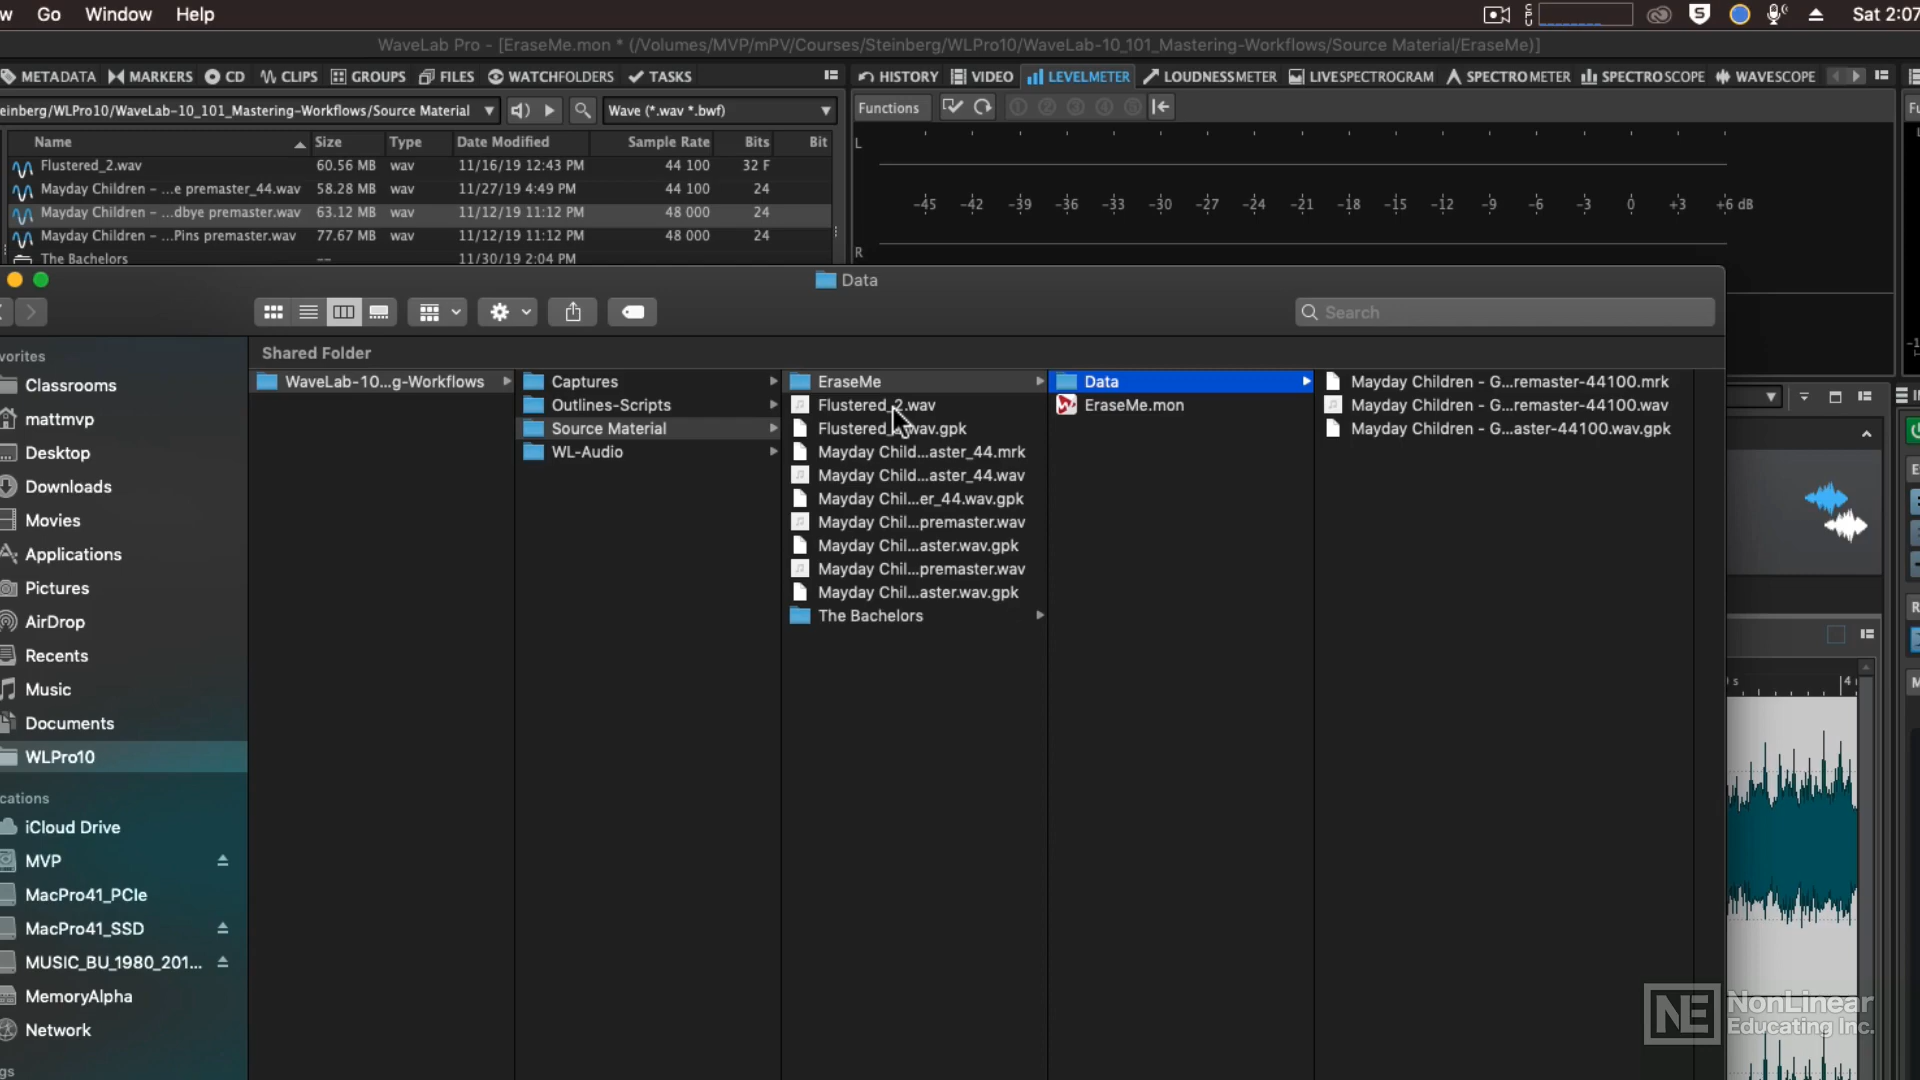 w Go Window Help Sat 2:07
WaveLab Pro - [EraseMe.mon * (/Volumes/MVP/mPV/Courses/Steinberg/WLPro10/WaveLab-10_101_Mastering-Workflows/Source Material/EraseMe)]
METADATA MARKERS CD CLIPS GROUPS FILES WATCHFOLDERS TASKS
HISTORY VIDEO LEVELMETER LOUDNESSMETER LIVESPECTROGRAM SPECTROMETER SPECTROSCOPE WAVESCOPE
einberg/WLPro10/WaveLab-10_101_Mastering-Workflows/Source Material Wave (*.wav *.bwf)
Functions 1 2 3 4 5
Name Size Type Date Modified Sample Rate Bits Bit
Flustered_2.wav 60.56 MB wav 11/16/19 12:43 PM 44 100 32 F
Mayday Children - ...e premaster_44.wav 58.28 MB wav 11/27/19 4:49 PM 44 100 24
Mayday Children - ...dbye premaster.wav 63.12 MB wav 11/12/19 11:12 PM 48 000 24
Mayday Children - ...Pins premaster.wav 77.67 MB wav 11/12/19 11:12 PM 48 000 24
The Bachelors -- 11/30/19 2:04 PM
L
-45 -42 -39 -36 -33 -30 -27 -24 -21 -18 -15 -12 -9 -6 -3 0 +3 +6 dB
R
Data
Search
Shared Folder
vorites
Classrooms
mattmvp
Desktop
Downloads
Movies
Applications
Pictures
AirDrop
Recents
Music
Documents
WLPro10
cations
iCloud Drive
MVP
MacPro41_PCIe
MacPro41_SSD
MUSIC_BU_1980_201...
MemoryAlpha
Network
gs
WaveLab-10...g-Workflows
Captures
Outlines-Scripts
Source Material
WL-Audio
EraseMe
Flustered_2.wav
Flustered_ wav.gpk
Mayday Child...aster_44.mrk
Mayday Child...aster_44.wav
Mayday Chil...er_44.wav.gpk
Mayday Chil...premaster.wav
Mayday Chil...aster.wav.gpk
Mayday Chil...premaster.wav
Mayday Chil...aster.wav.gpk
The Bachelors
Data
EraseMe.mon
Mayday Children - G...remaster-44100.mrk
Mayday Children - G...remaster-44100.wav
Mayday Children - G...aster-44100.wav.gpk
NE NonLinear
Educating Inc.